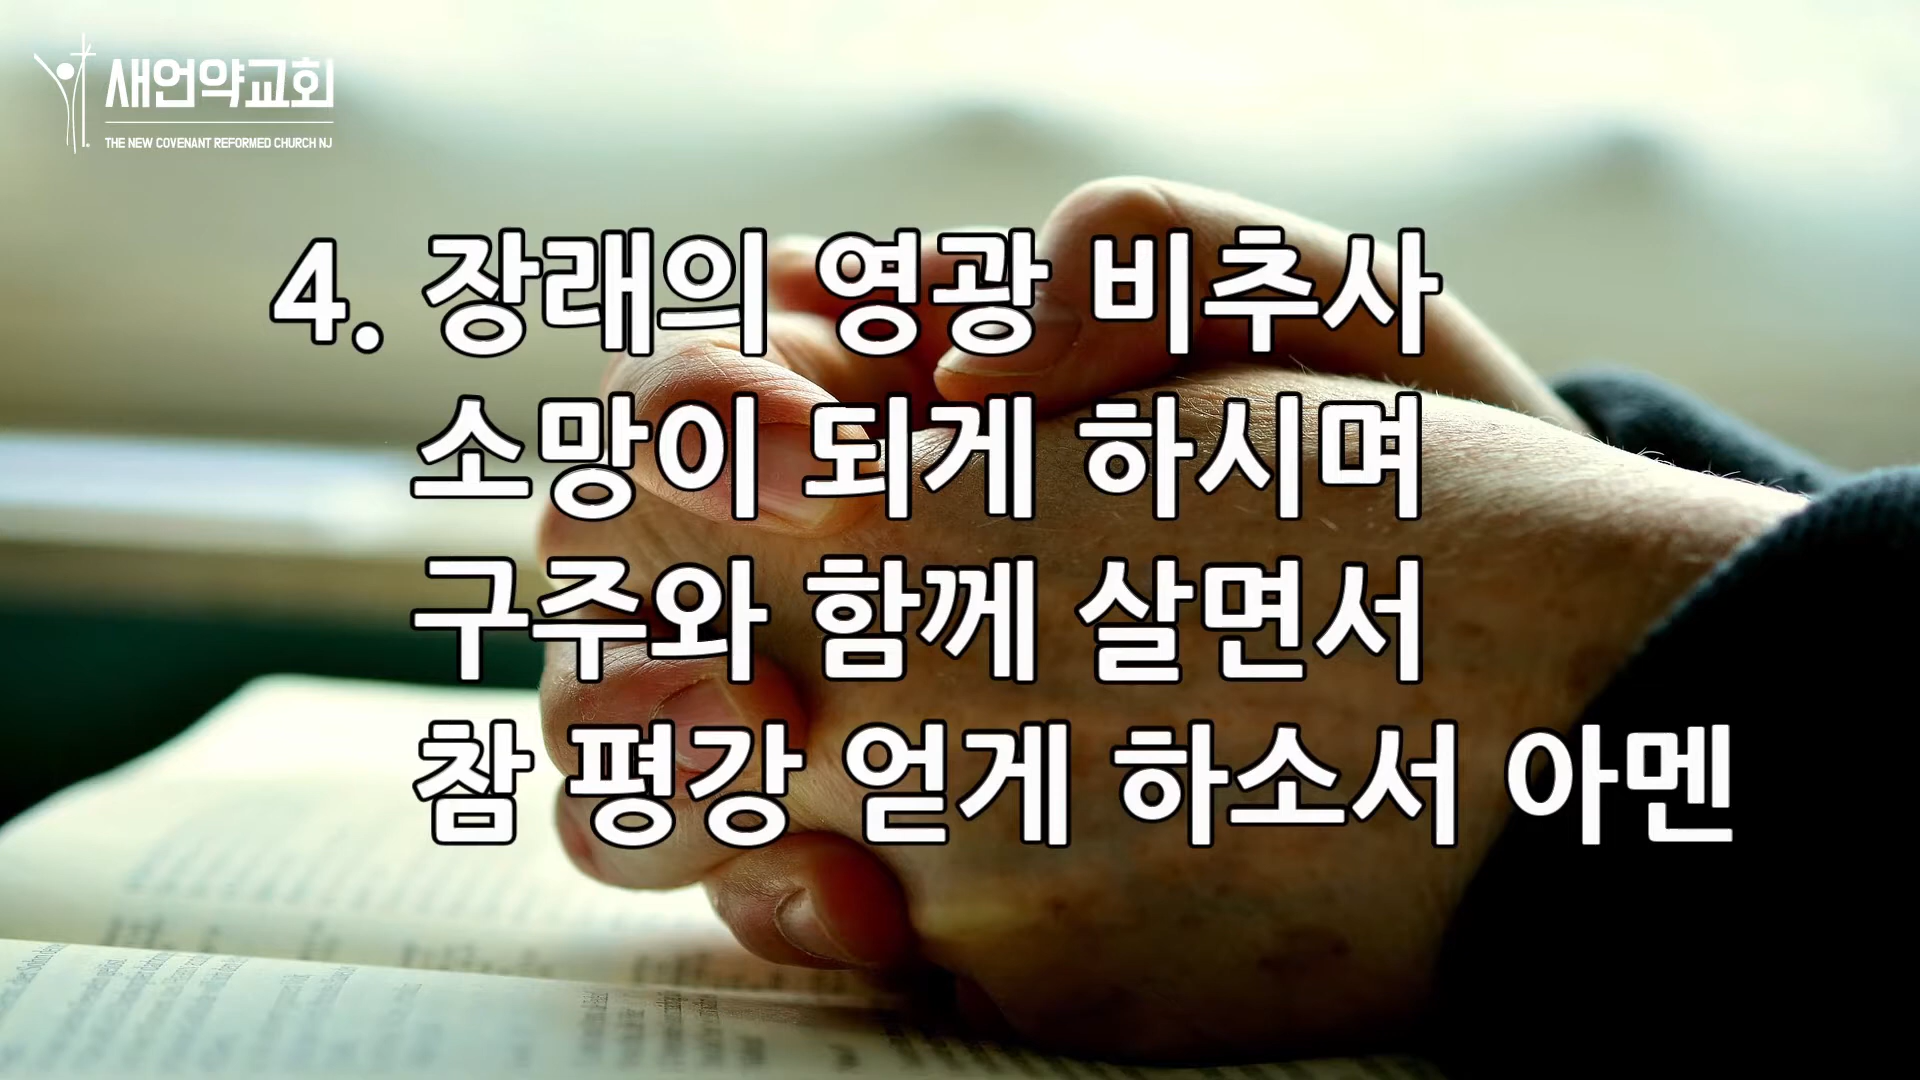 새언약교회
THE NEW COVENANT REFORMED CHURCH NJ
4. 장래의 영광 비추사
소망이 되게 하시며
구주와 함께 살면서
참 평강 얻게 하소서 아멘